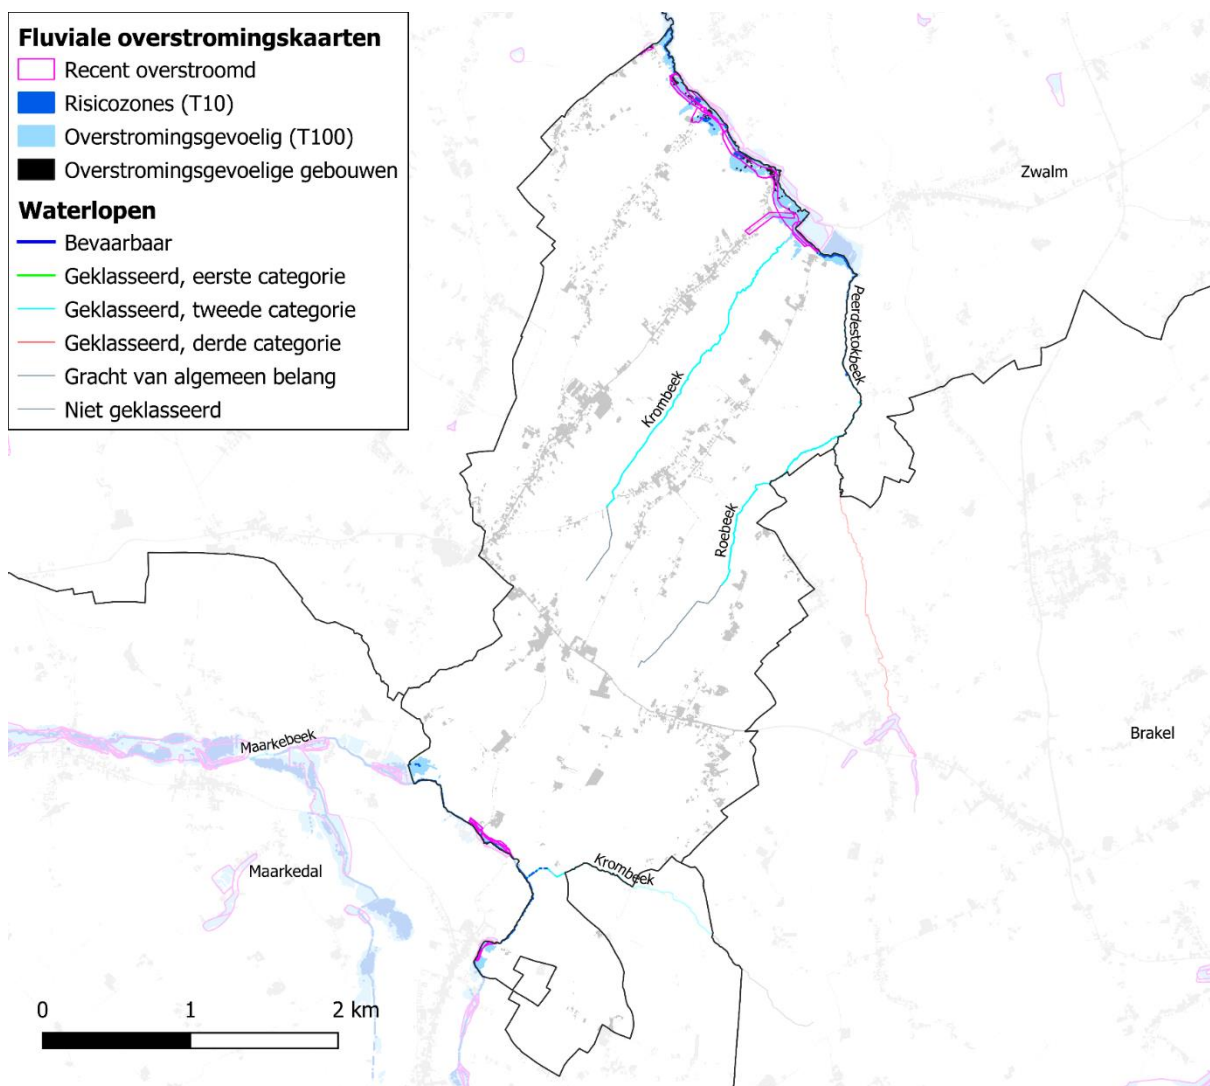 Fluviale overstromingskaarten
Recent overstroomd
Risicozones (T10)
Overstromingsgevoelig (T100)
Overstromingsgevoelige gebouwen
Waterlopen
Bevaarbaar
Geklasseerd, eerste categorie
Geklasseerd, tweede categorie
Geklasseerd, derde categorie
Gracht van algemeen belang
Niet geklasseerd
Zwalm
Peerdestokbeek
Krombeek
Roebeek
Maarkebeek
Brakel
Krombeek
Maarkedal
0 1 2 km